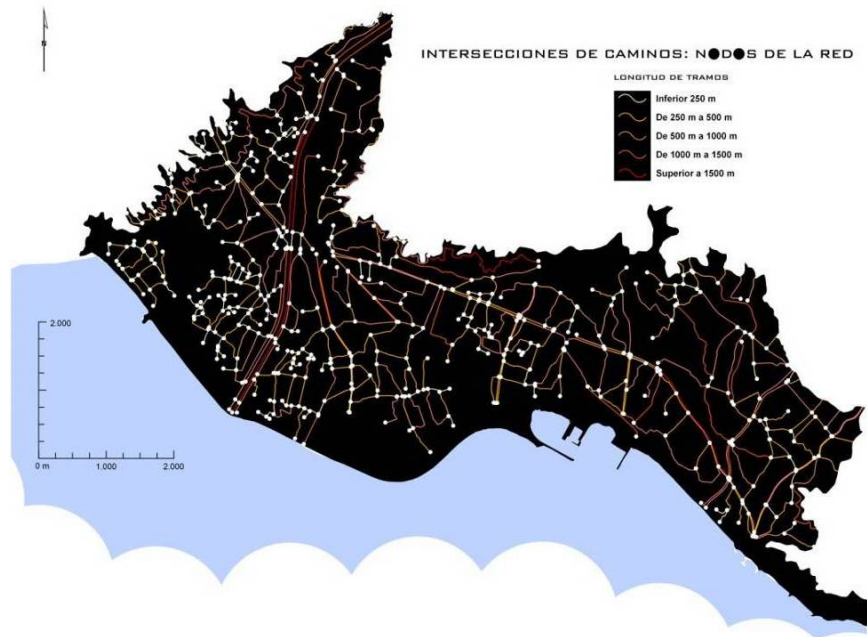 N
INTERSECCIONES DE CAMINOS: NODOS DE LA RED
LONGITUD DE TRAMOS
Inferior 250 m
De 250 m a 500 m
De 500 m a 1000 m
De 1000 m a 1500 m
Superior a 1500 m
2.000
0 m 1.000 2.000